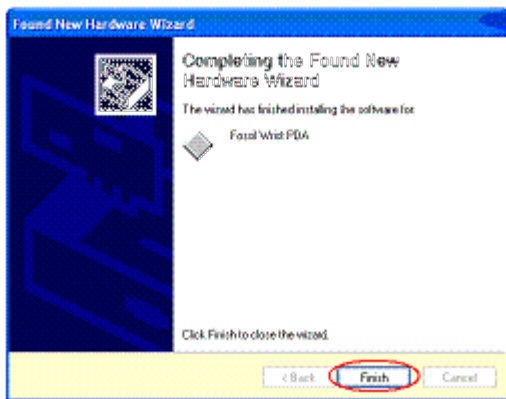 Found New Hardware Wizard
Completing the Found New
Hardware Wizard
The wizard has finished installing the software for:
Fossil Wrist PDA
Click Finish to close the wizard.
< Back
Finish
Cancel